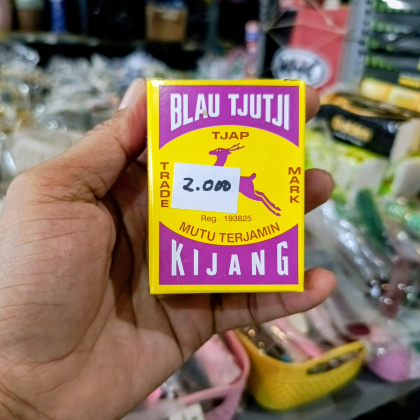 BLAU TJUTJI
TJAP
TRADE
MARK
2.000
Reg. 193825
MUTU TERJAMIN
KIJANG